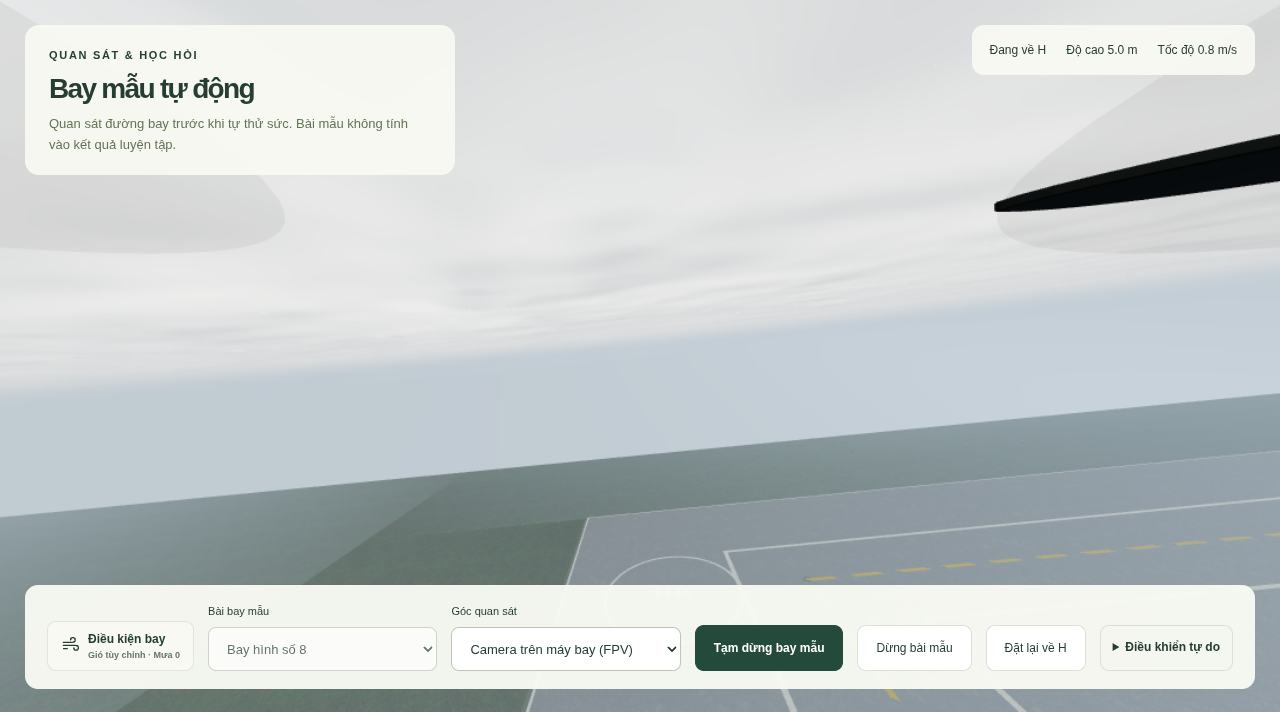 QUAN SÁT & HỌC HỎI
Bay mẫu tự động
Quan sát đường bay trước khi tự thử sức. Bài mẫu không tính
vào kết quả luyện tập.
Đang về H Độ cao 5.0 m Tốc độ 0.8 m/s
Điều kiện bay
Gió tùy chỉnh · Mưa 0
Bài bay mẫu
Bay hình số 8
Góc quan sát
Camera trên máy bay (FPV)
Tạm dừng bay mẫu
Dừng bài mẫu
Đặt lại về H
Điều khiển tự do